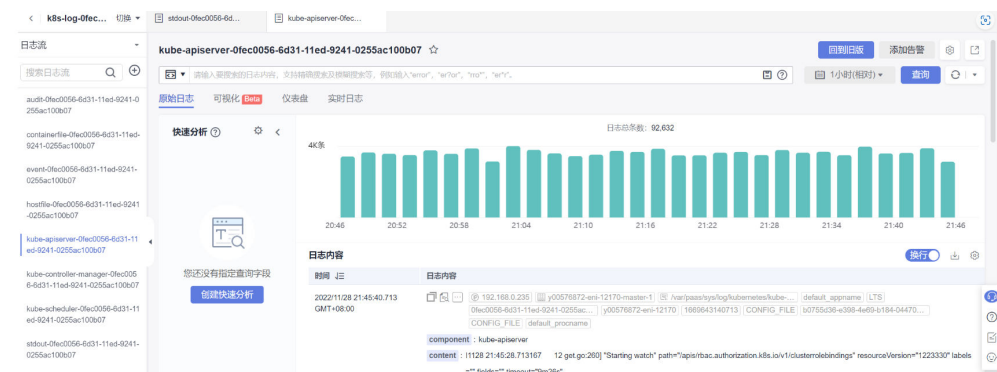 k8s-log-0fec... 切换
stdout-0fec0056-6d...
kube-apiserver-0fec...
日志流
搜索日志流
audit-0fec0056-6d31-11ed-9241-0
255ac100b07
containerfile-0fec0056-6d31-11ed-
9241-0255ac100b07
event-0fec0056-6d31-11ed-9241-
0255ac100b07
hostfile-0fec0056-6d31-11ed-9241
-0255ac100b07
kube-apiserver-0fec0056-6d31-11
ed-9241-0255ac100b07
kube-controller-manager-0fec005
6-6d31-11ed-9241-0255ac100b07
kube-scheduler-0fec0056-6d31-11
ed-9241-0255ac100b07
stdout-0fec0056-6d31-11ed-9241-
0255ac100b07
kube-apiserver-0fec0056-6d31-11ed-9241-0255ac100b07
回到旧版 添加告警
请输入要搜索的日志内容，支持精确搜索及模糊搜索等，例如输入"error"，"er?or"，"rro*"，"er*r"。
1小时(相对) 查询
原始日志 可视化 Beta 仪表盘 实时日志
快速分析
您还没有指定查询字段
创建快速分析
日志总条数: 92,632
4K条
20:46 20:52 20:58 21:04 21:10 21:16 21:22 21:28 21:34 21:40 21:46
日志内容
换行
时间 日志内容
2022/11/28 21:45:40.713
GMT+08:00
192.168.0.235 y00576872-eni-12170-master-1 /var/paas/sys/log/kubernetes/kube-... default_appname LTS
0fec0056-6d31-11ed-9241-0255ac... y00576872-eni-12170 1669643140713 CONFIG_FILE b0755d36-e398-4e69-b184-04470...
CONFIG_FILE default_procname
component : kube-apiserver
content : I1128 21:45:28.713167 12 get.go:260] "Starting watch" path="/apis/rbac.authorization.k8s.io/v1/clusterrolebindings" resourceVersion="1223330" labels
="" fields="" timeout="9m36s"